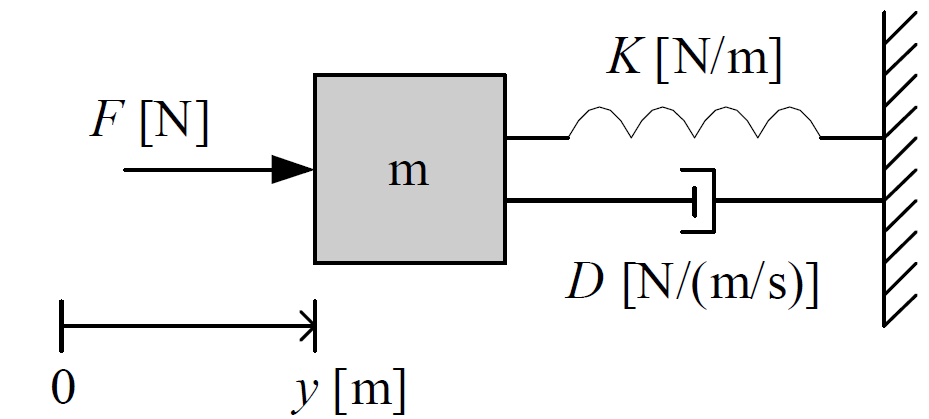 K [N/m]
F [N]
m
D [N/(m/s)]
0
y [m]